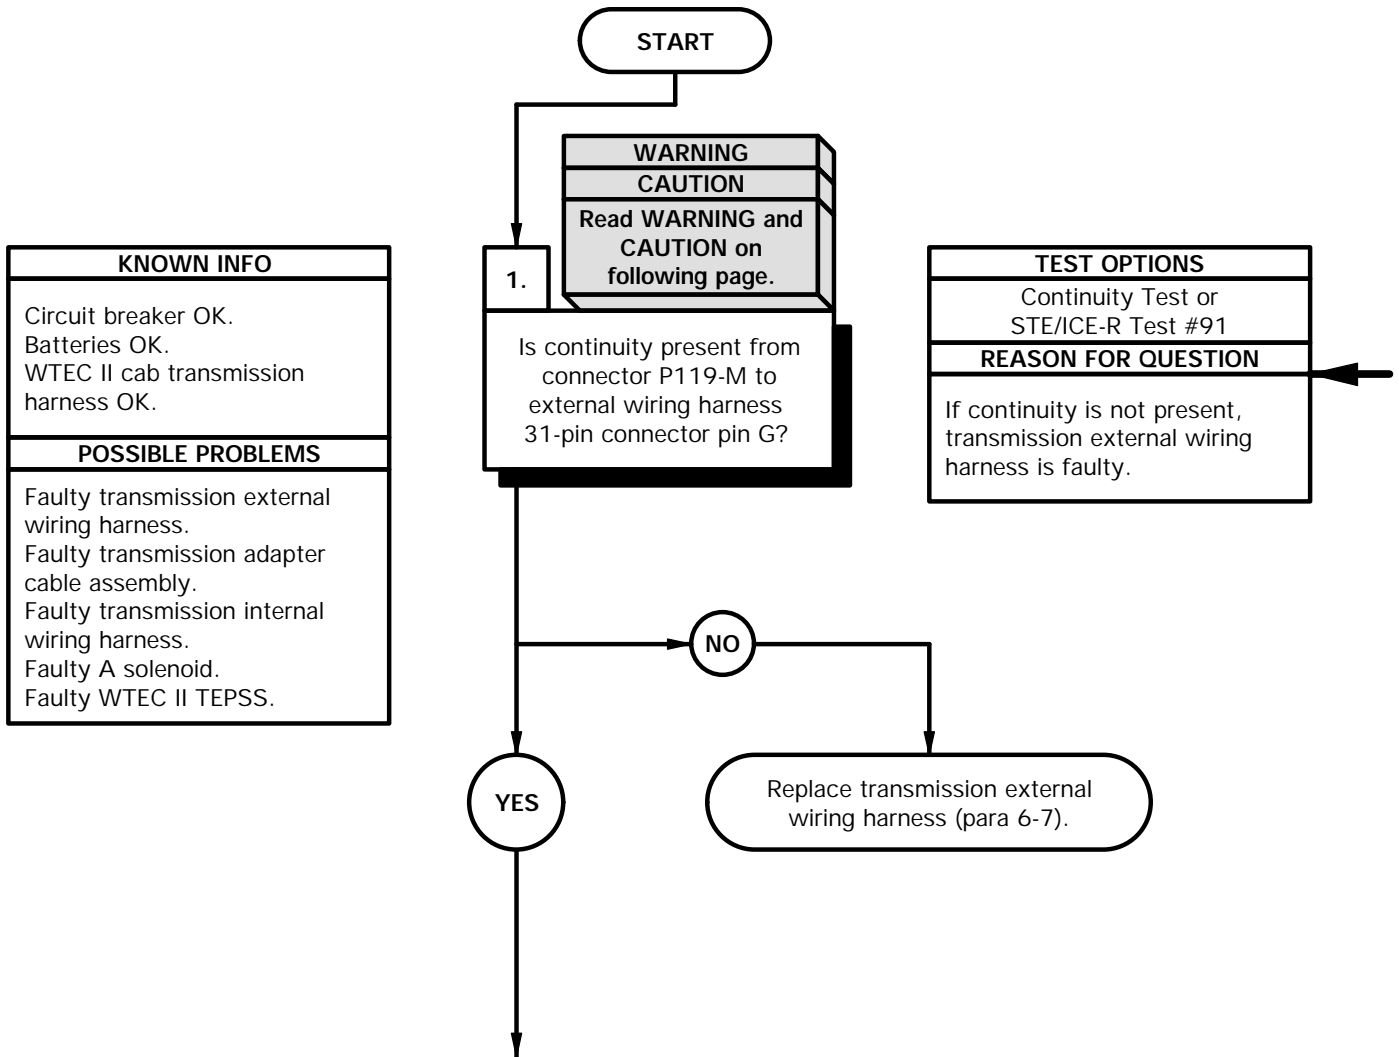 START
WARNING
CAUTION
Read WARNING and
CAUTION on
following page.
KNOWN INFO
Circuit breaker OK.
Batteries OK.
WTEC II cab transmission
harness OK.
POSSIBLE PROBLEMS
Faulty transmission external
wiring harness.
Faulty transmission adapter
cable assembly.
Faulty transmission internal
wiring harness.
Faulty A solenoid.
Faulty WTEC II TEPSS.
1.
Is continuity present from
connector P119-M to
external wiring harness
31-pin connector pin G?
TEST OPTIONS
Continuity Test or
STE/ICE-R Test #91
REASON FOR QUESTION
If continuity is not present,
transmission external wiring
harness is faulty.
NO
YES
Replace transmission external
wiring harness (para 6-7).